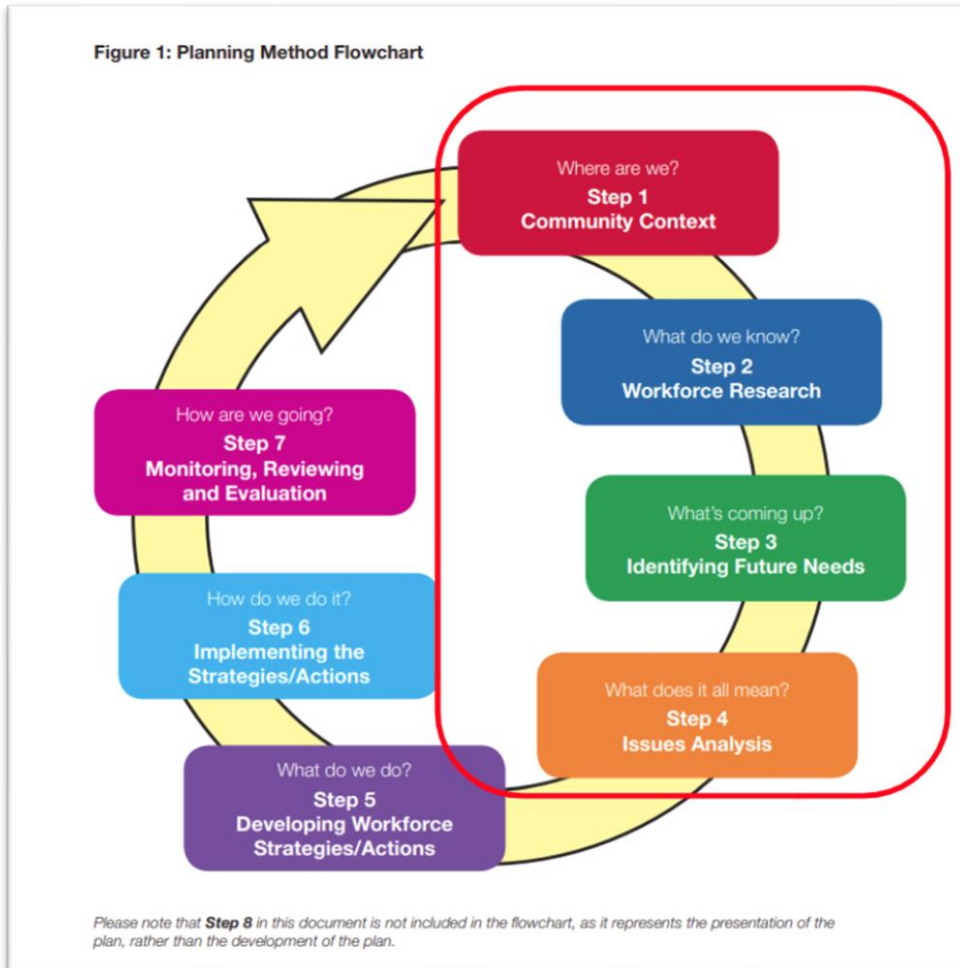 Figure 1: Planning Method Flowchart
Where are we?
Step 1
Community Context
What do we know?
Step 2
Workforce Research
What's coming up?
Step 3
Identifying Future Needs
What does it all mean?
Step 4
Issues Analysis
What do we do?
Step 5
Developing Workforce
Strategies/Actions
How do we do it?
Step 6
Implementing the
Strategies/Actions
How are we going?
Step 7
Monitoring, Reviewing
and Evaluation
Please note that Step 8 in this document is not included in the flowchart, as it represents the presentation of the
plan, rather than the development of the plan.